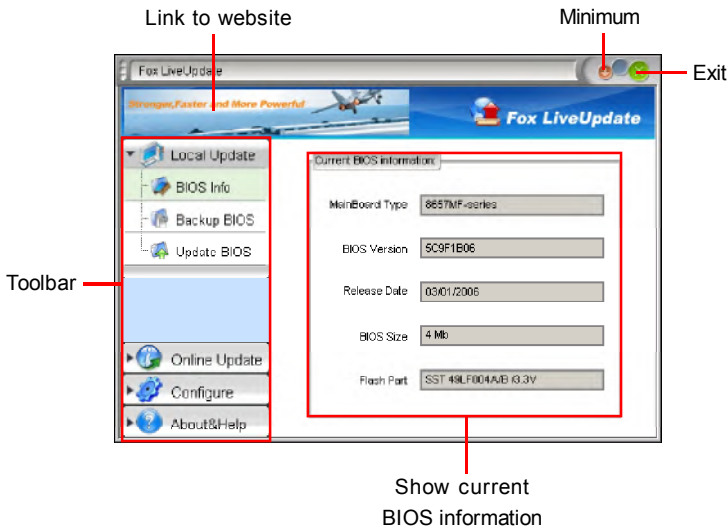 Link to website
Minimum
Exit
Fox LiveUpdate
Stronger,Faster and More Powerful
Fox LiveUpdate
Local Update
BIOS Info
Backup BIOS
Update BIOS
Toolbar
Online Update
Configure
About&Help
Current BIOS information:
MainBoard Type 8657MF-series
BIOS Version 5C9F1B06
Release Date 03/01/2006
BIOS Size 4 Mb
Flash Part SST 49LF004A/B /3.3V
Show current
BIOS information